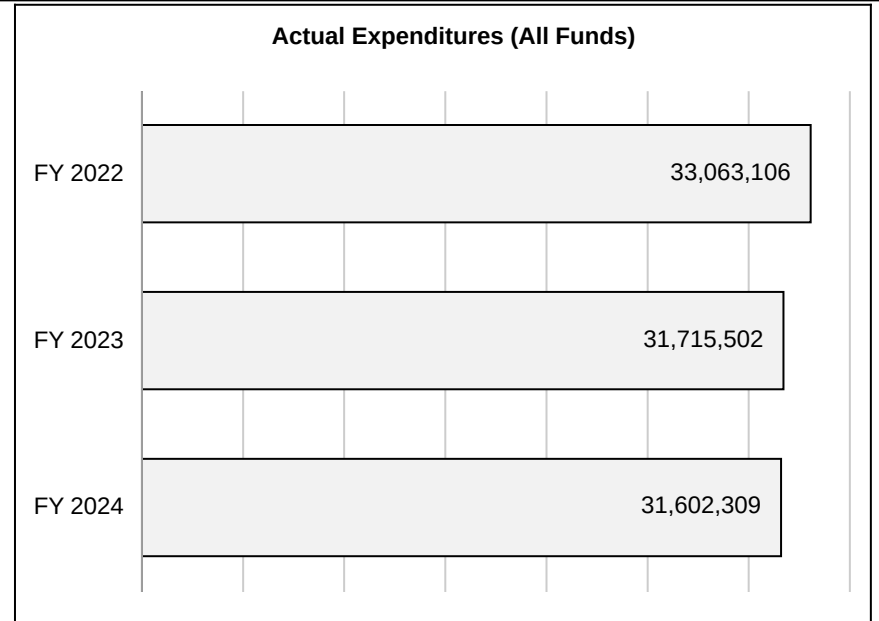 Actual Expenditures (All Funds)
FY 2022 33,063,106
FY 2023 31,715,502
FY 2024 31,602,309